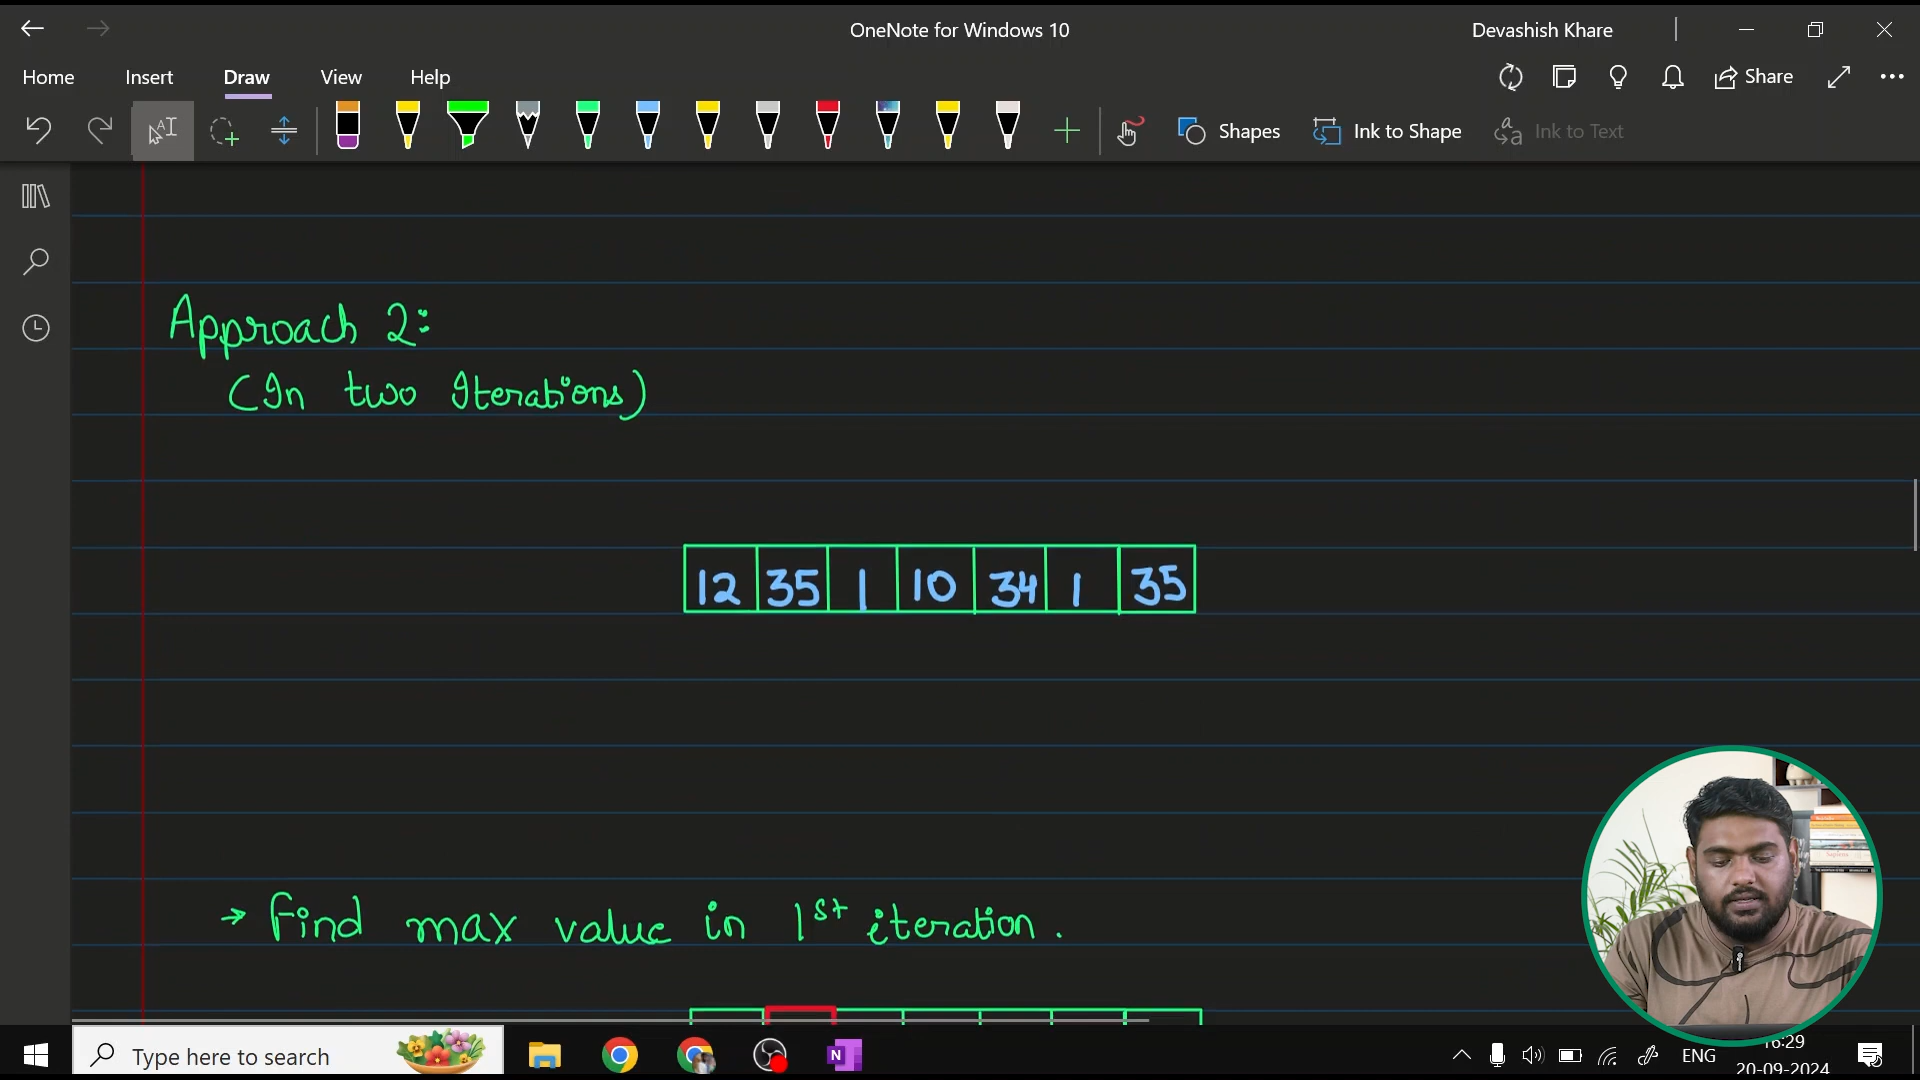 OneNote for Windows 10
Devashish Khare
Home Insert Draw View Help
Share
Shapes
Ink to Shape
Ink to Text
Approach 2:
(In two Iterations)
12 35 1 10 34 1 35
→ Find max value in 1st iteration.
Type here to search
ENG
16:29
20-09-2024